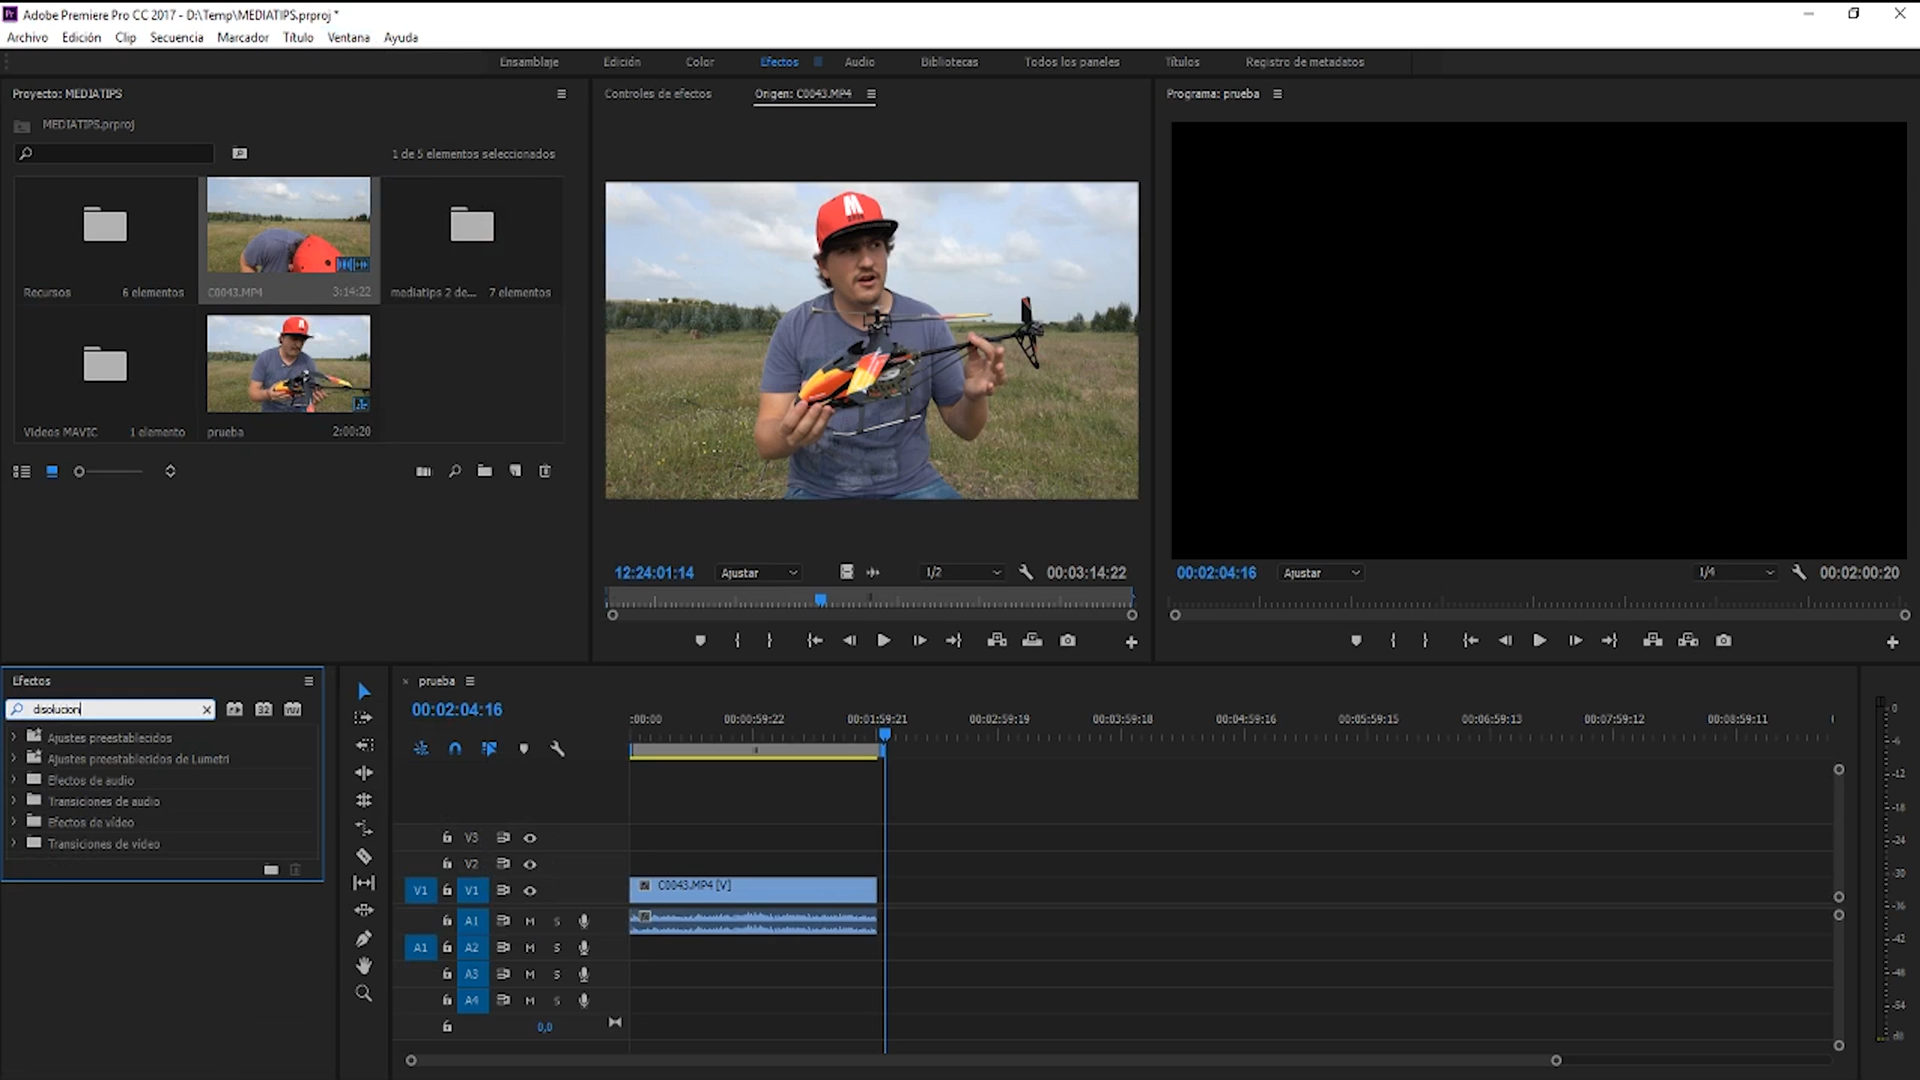 Adobe Premiere Pro CC 2017 - D:\Temp\MEDIATIPS.prproj *
Archivo Edición Clip Secuencia Marcador Título Ventana Ayuda
Ensamblaje Edición Color Efectos Audio Bibliotecas Todos los paneles Títulos Registro de metadatos
Proyecto: MEDIATIPS
MEDIATIPS.prproj
1 de 5 elementos seleccionados
Recursos 6 elementos
C0043.MP4 3:14:22
mediatips 2 de... 7 elementos
Videos MAVIC 1 elemento
prueba 2:00:20
Controles de efectos Origen: C0043.MP4
M
12:24:01:14 Ajustar 1/2 00:03:14:22
Programa: prueba
00:02:04:16 Ajustar 1/4 00:02:00:20
Efectos
disolucion
Ajustes preestablecidos
Ajustes preestablecidos de Lumetri
Efectos de audio
Transiciones de audio
Efectos de vídeo
Transiciones de vídeo
prueba
00:02:04:16
:00:00 00:00:59:22 00:01:59:21 00:02:59:19 00:03:59:18 00:04:59:16 00:05:59:15 00:06:59:13 00:07:59:12 00:08:59:11
V3
V2
V1 V1
C0043.MP4 [V]
A1 M S
A1 A2 M S
A3 M S
A4 M S
0,0
0
-6
-12
-18
-30
-36
-42
-48
-54
dB